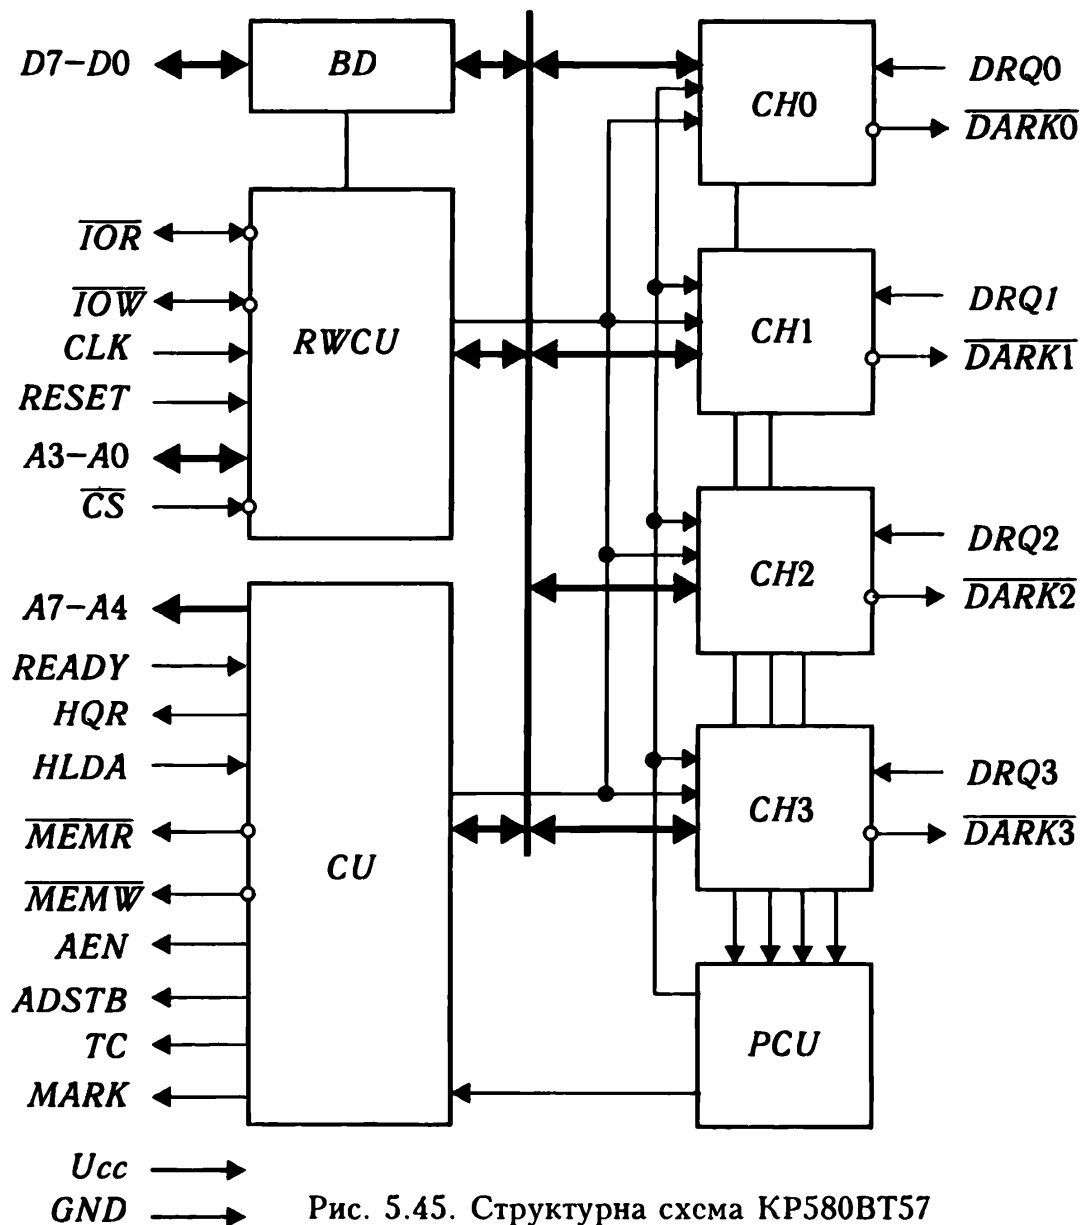 D7-D0
BD
CH0
DRQ0
DARK0
IOR
IOW
CLK
RESET
A3-A0
CS
RWCU
CH1
DRQ1
DARK1
CH2
DRQ2
DARK2
A7-A4
READY
HQR
HLDA
MEMR
MEMW
AEN
ADSTB
TC
MARK
CU
CH3
DRQ3
DARK3
PCU
Ucc
GND
Рис. 5.45. Структурна схсма КР580ВТ57